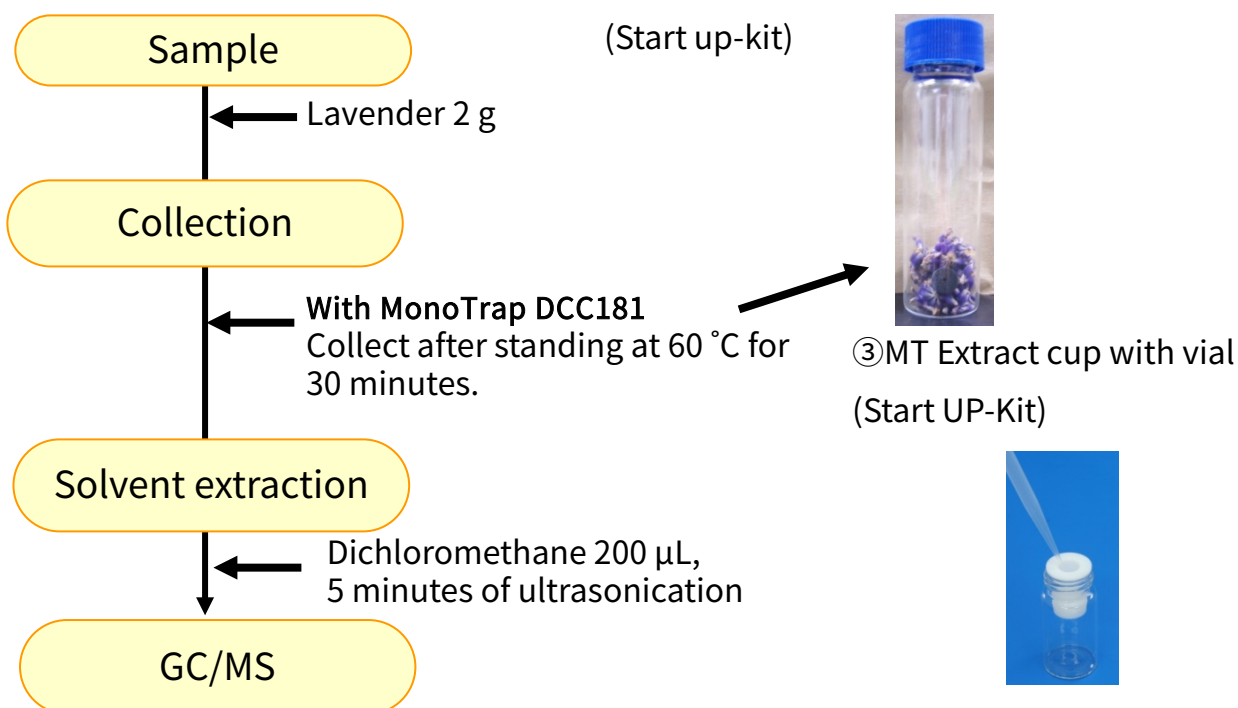 Sample
Lavender 2 g
Collection
With MonoTrap DCC181
Collect after standing at 60 ˚C for
30 minutes.
Solvent extraction
Dichloromethane 200 µL,
5 minutes of ultrasonication
GC/MS
(Start up-kit)
③MT Extract cup with vial
(Start UP-Kit)